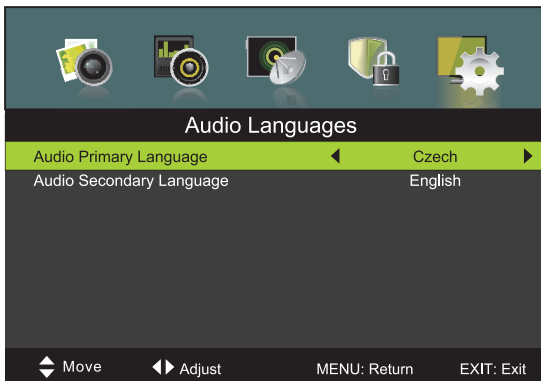 Audio Languages
Audio Primary Language Czech
Audio Secondary Language English
Move Adjust MENU: Return EXIT: Exit